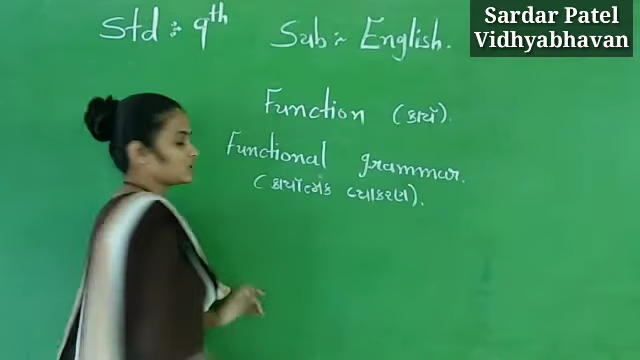 Sardar Patel
Vidhyabhavan
Std :- 9th Sub :- English.
Function (કાર્ય).
Functional grammar.
(કાર્યાત્મક વ્યાકરણ).